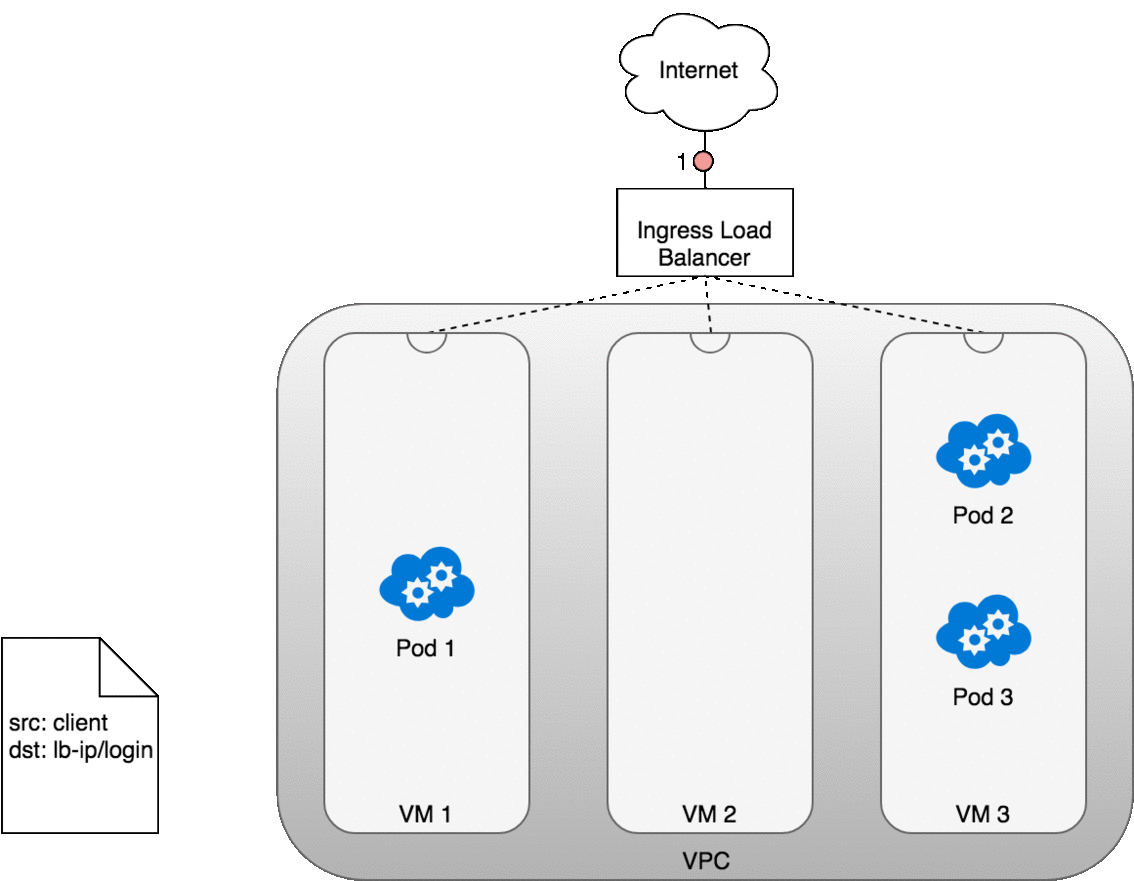 Internet
1
Ingress Load
Balancer
Pod 2
Pod 1
Pod 3
src: client
dst: lb-ip/login
VM 1
VM 2
VM 3
VPC